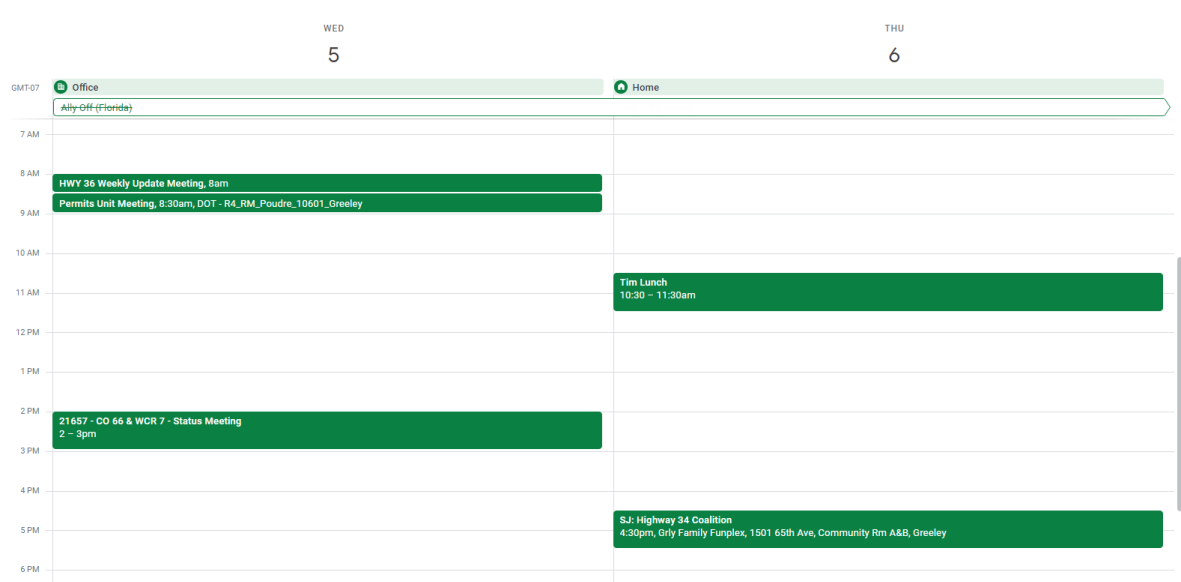 WED
5
THU
6
GMT-07
Office
Home
Ally Off (Florida)
7 AM
8 AM
HWY 36 Weekly Update Meeting, 8am
Permits Unit Meeting, 8:30am, DOT - R4_RM_Poudre_10601_Greeley
9 AM
10 AM
Tim Lunch
10:30 – 11:30am
11 AM
12 PM
1 PM
2 PM
21657 - CO 66 & WCR 7 - Status Meeting
2 – 3pm
3 PM
4 PM
SJ: Highway 34 Coalition
4:30pm, Grly Family Funplex, 1501 65th Ave, Community Rm A&B, Greeley
5 PM
6 PM